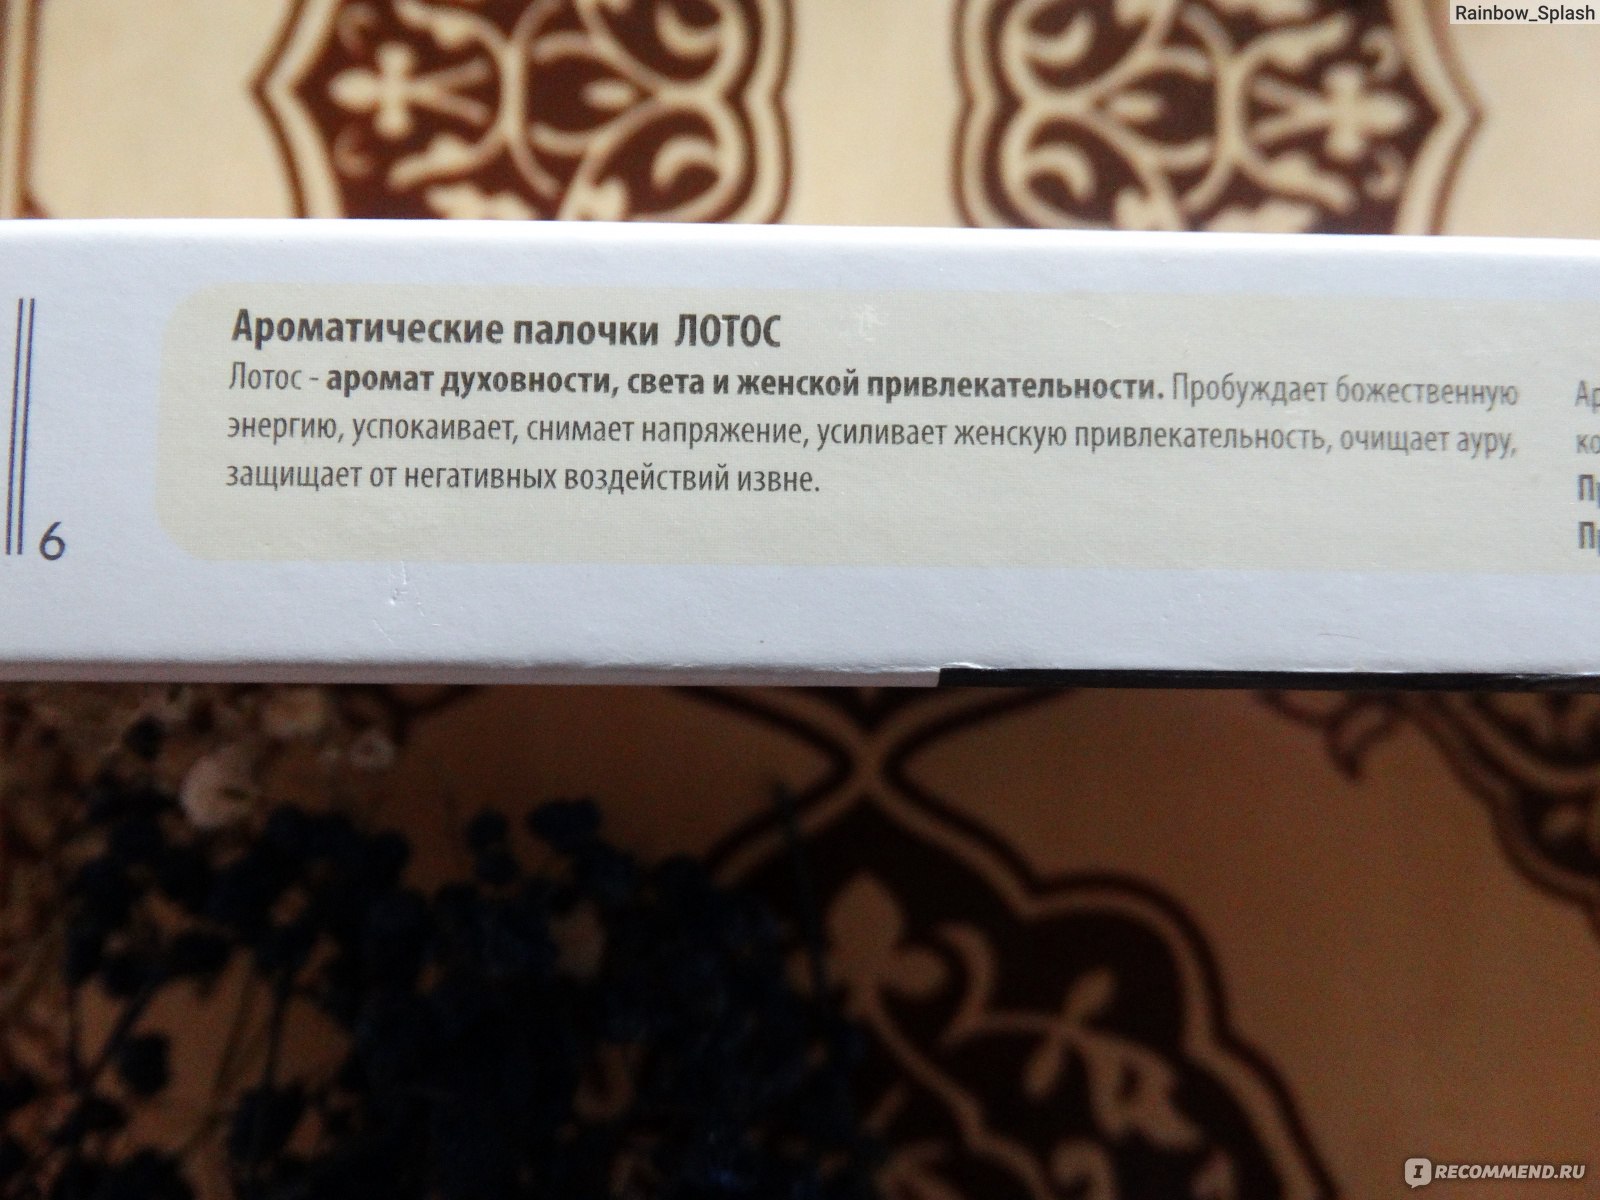 Rainbow_Splash
Ароматические палочки ЛОТОС
Лотос - аромат духовности, света и женской привлекательности. Пробуждает божественную
энергию, успокаивает, снимает напряжение, усиливает женскую привлекательность, очищает ауру,
защищает от негативных воздействий извне.
6
IRECOMMEND.RU